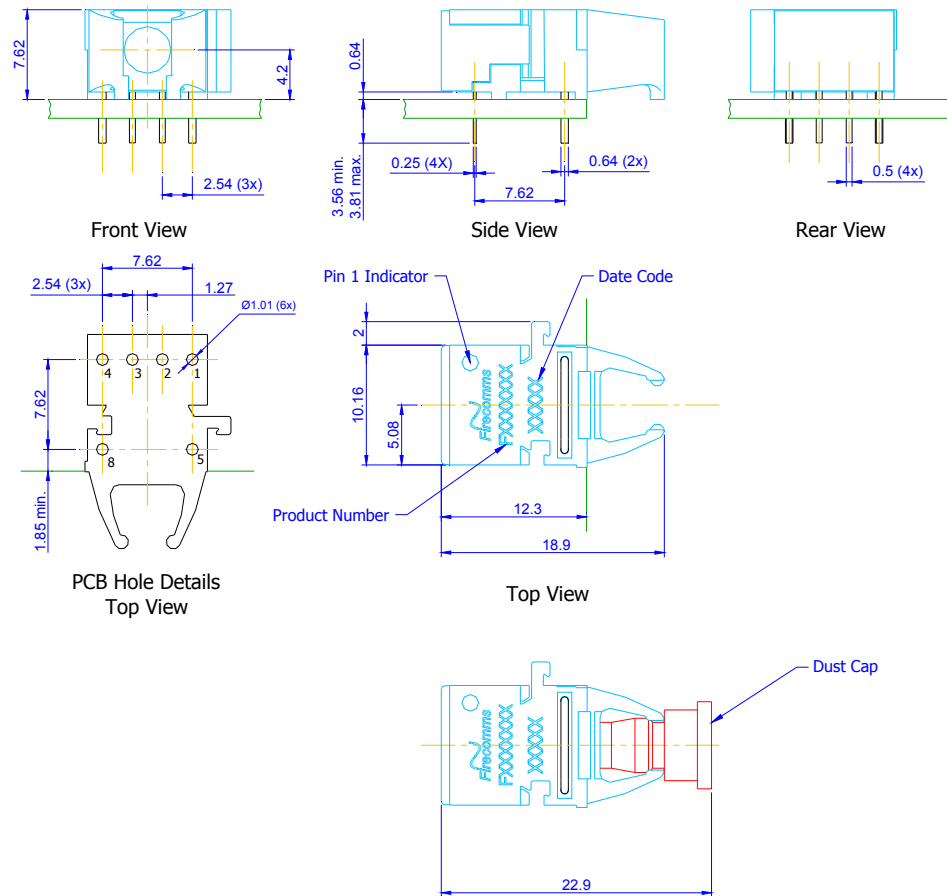 7.62
4.2
2.54 (3x)
Front View
0.64
3.56 min.
3.81 max.
0.25 (4X)
0.64 (2x)
7.62
Side View
0.5 (4x)
Rear View
7.62
2.54 (3x)
1.27
Ø1.01 (6x)
4
3
2
1
7.62
8
5
1.85 min.
PCB Hole Details
Top View
Pin 1 Indicator
Date Code
2
10.16
5.08
Firecomms
FXXXXXX
XXXX
Product Number
12.3
18.9
Top View
Dust Cap
Firecomms
FXXXXXX
XXXX
22.9